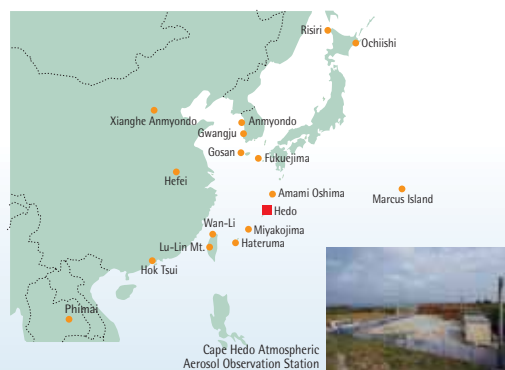 Risiri
Ochiishi
Xianghe Anmyondo
Anmyondo
Gwangju
Gosan
Fukuejima
Hefei
Amami Oshima
Marcus Island
Hedo
Wan-Li
Miyakojima
Lu-Lin Mt.
Hateruma
Hok Tsui
Phimai
Cape Hedo Atmospheric
Aerosol Observation Station